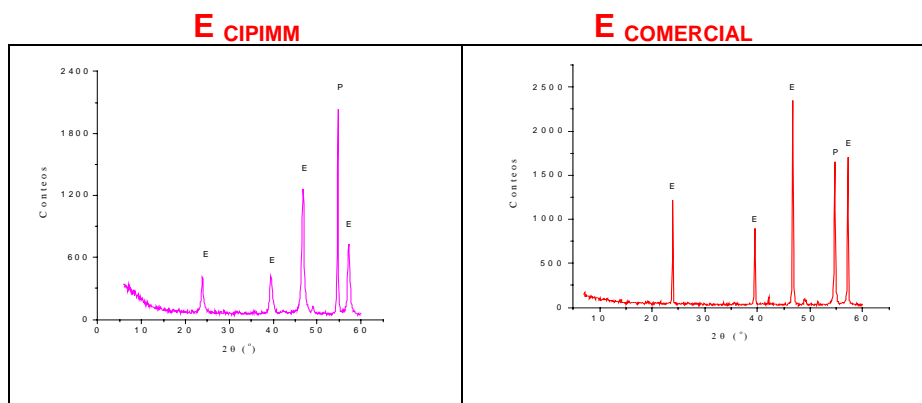 E CIPIMM
E COMERCIAL
2400
1800
1200
600
0
Conteos
E
E
E
P
E
0 10 20 30 40 50 60
2θ (°)
2500
2000
1500
1000
500
0
Conteos
E
E
E
P
E
10 20 30 40 50 60
2θ (°)